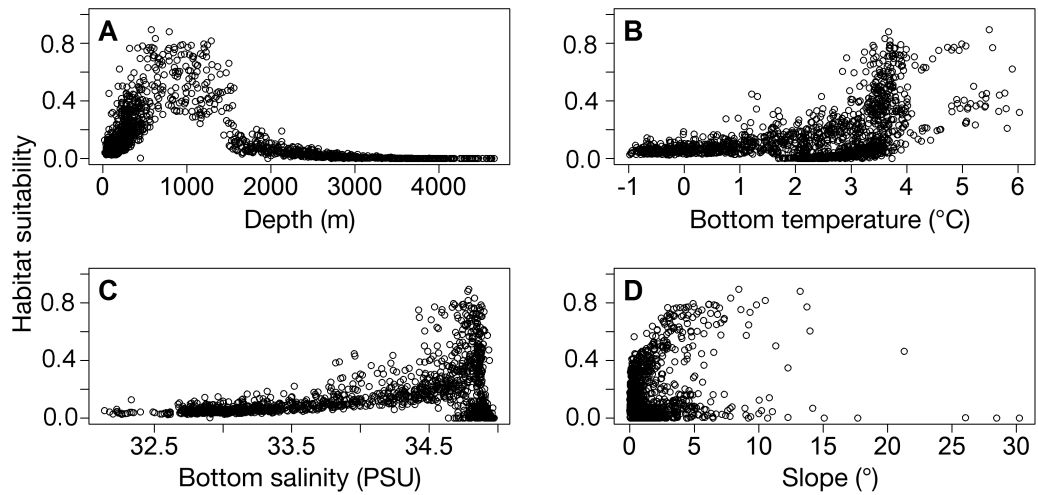 A
0.8
0.4
0.0
0 1000 2000 3000 4000
Depth (m)
B
0.8
0.4
0.0
-1 0 1 2 3 4 5 6
Bottom temperature (°C)
Habitat suitability
C
0.8
0.4
0.0
32.5 33.5 34.5
Bottom salinity (PSU)
D
0.8
0.4
0.0
0 5 10 15 20 25 30
Slope (°)